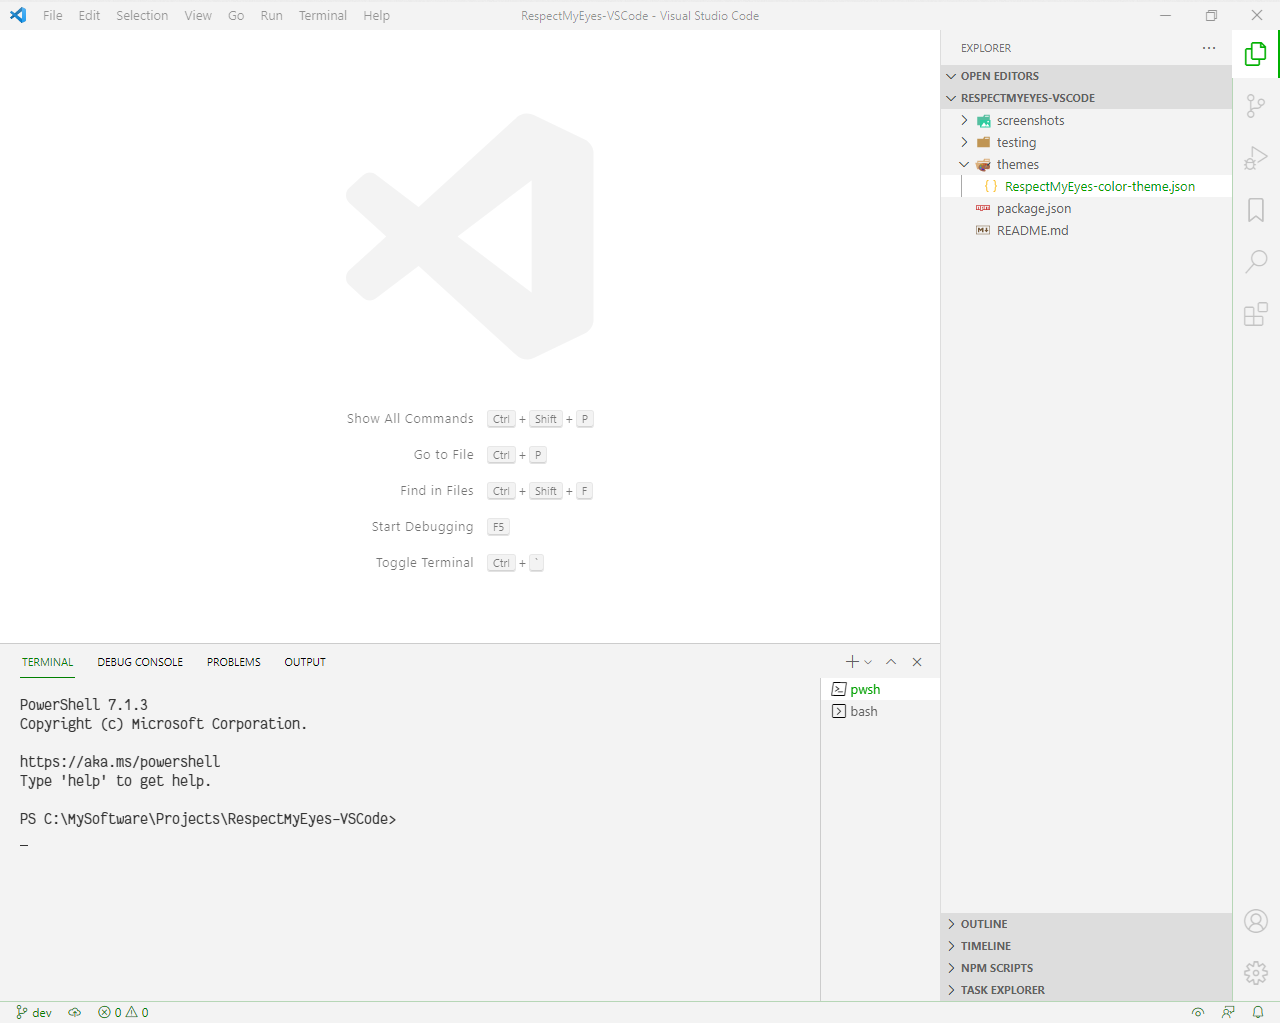 File Edit Selection View Go Run Terminal Help RespectMyEyes-VSCode - Visual Studio Code
EXPLORER
OPEN EDITORS
RESPECTMYEYES-VSCODE
screenshots
testing
themes
{ } RespectMyEyes-color-theme.json
npm package.json
M README.md
Show All Commands Ctrl + Shift + P
Go to File Ctrl + P
Find in Files Ctrl + Shift + F
Start Debugging F5
Toggle Terminal Ctrl + `
TERMINAL DEBUG CONSOLE PROBLEMS OUTPUT
PowerShell 7.1.3
Copyright (c) Microsoft Corporation.
https://aka.ms/powershell
Type 'help' to get help.
PS C:\MySoftware\Projects\RespectMyEyes-VSCode>
_
pwsh
bash
OUTLINE
TIMELINE
NPM SCRIPTS
TASK EXPLORER
dev 0 0